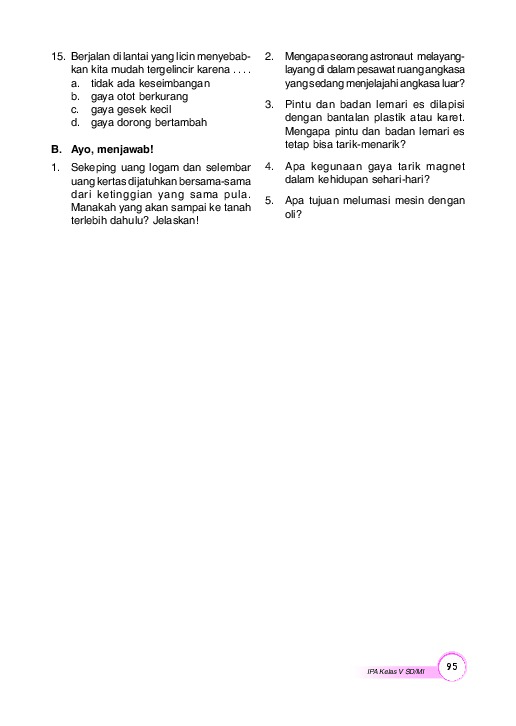 15. Berjalan di lantai yang licin menyebab-
kan kita mudah tergelincir karena . . . .
a. tidak ada keseimbangan
b. gaya otot berkurang
c. gaya gesek kecil
d. gaya dorong bertambah
B. Ayo, menjawab!
1. Sekeping uang logam dan selembar
uang kertas dijatuhkan bersama-sama
dari ketinggian yang sama pula.
Manakah yang akan sampai ke tanah
terlebih dahulu? Jelaskan!
2. Mengapa seorang astronaut melayang-
layang di dalam pesawat ruang angkasa
yang sedang menjelajahi angkasa luar?
3. Pintu dan badan lemari es dilapisi
dengan bantalan plastik atau karet.
Mengapa pintu dan badan lemari es
tetap bisa tarik-menarik?
4. Apa kegunaan gaya tarik magnet
dalam kehidupan sehari-hari?
5. Apa tujuan melumasi mesin dengan
oli?
IPA Kelas V SD/MI
95